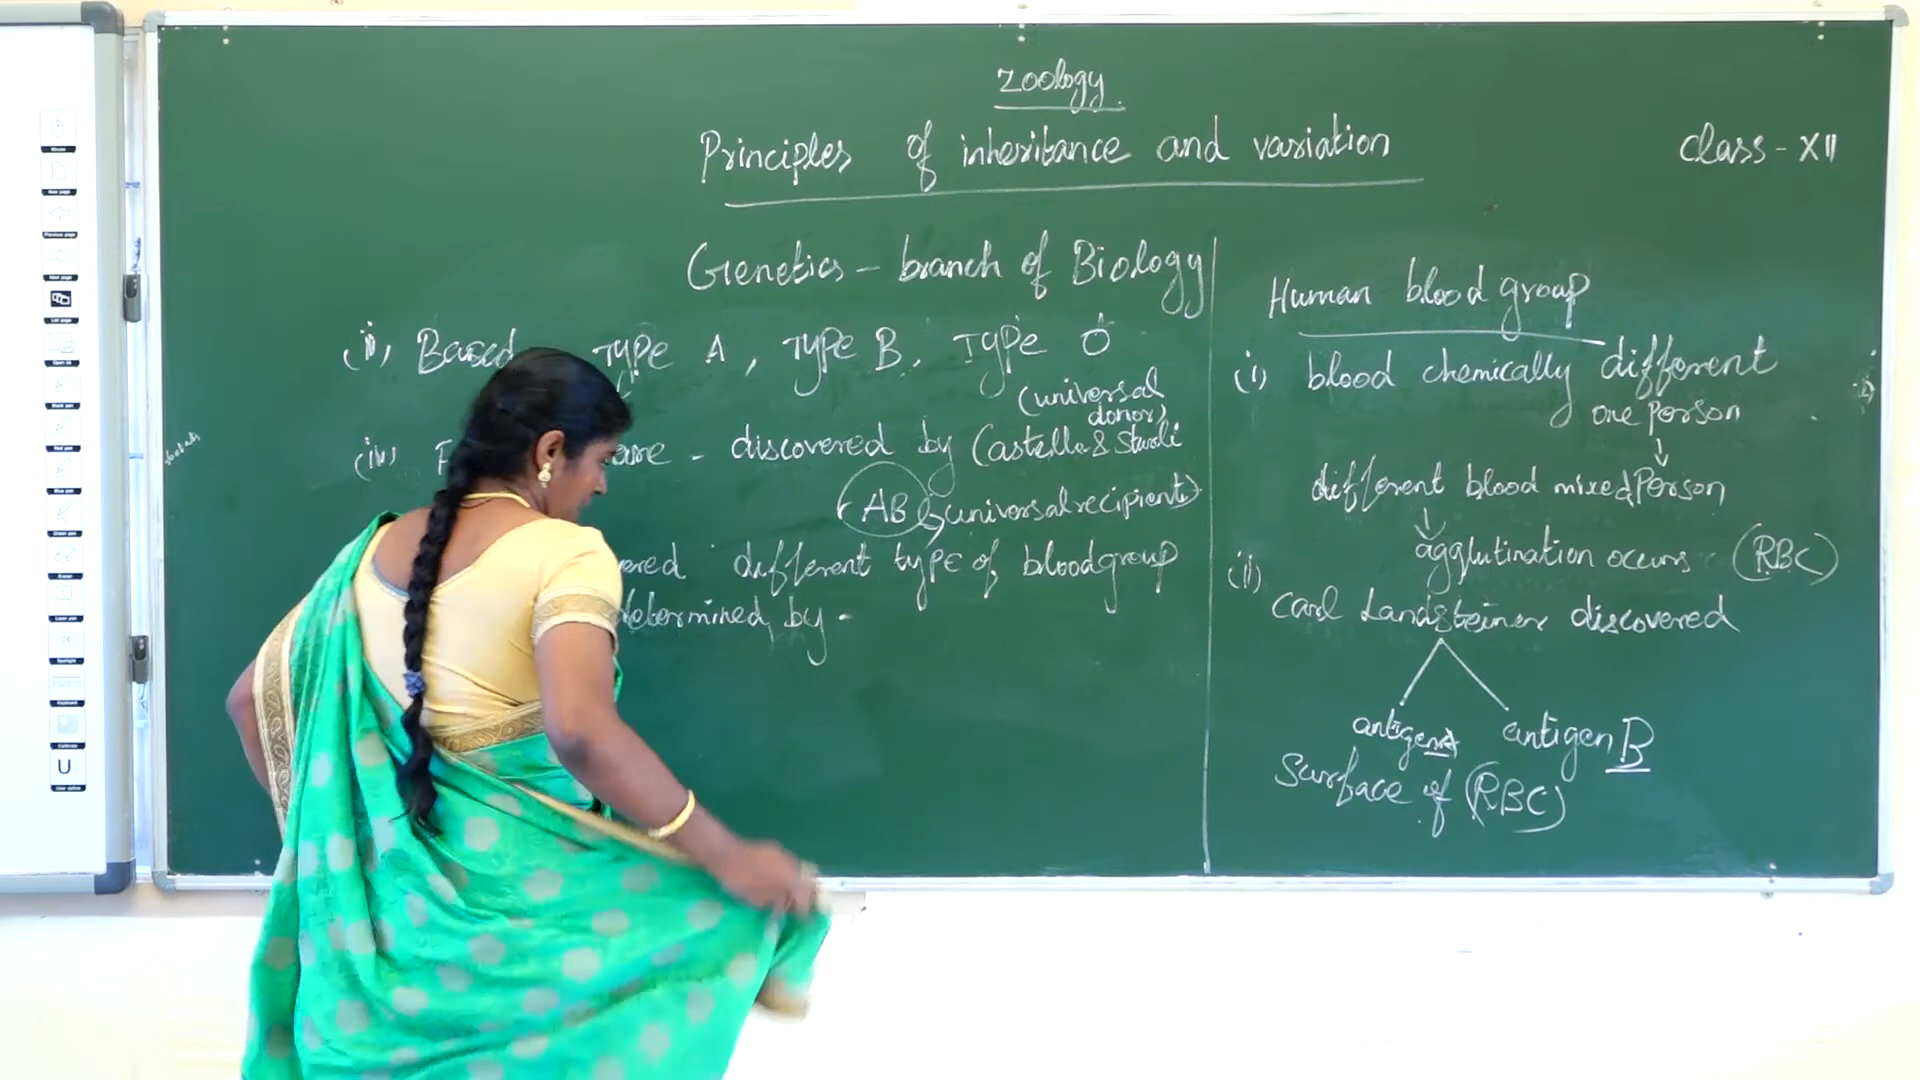 Zoology
Principles of inheritance and variation
class - XII
Genetics - branch of Biology
(iii) Based Type A, Type B, Type O
(universal
donor)
(iv) discovered by Castello & Sturli
AB universal recipient)
different type of bloodgroup
determined by -
Human blood group
(i) blood chemically different
one Person
different blood mixed Person
agglutination occurs (RBC)
(ii)
Carl Landsteiner discovered
antigen A antigen B
Surface of (RBC)
U